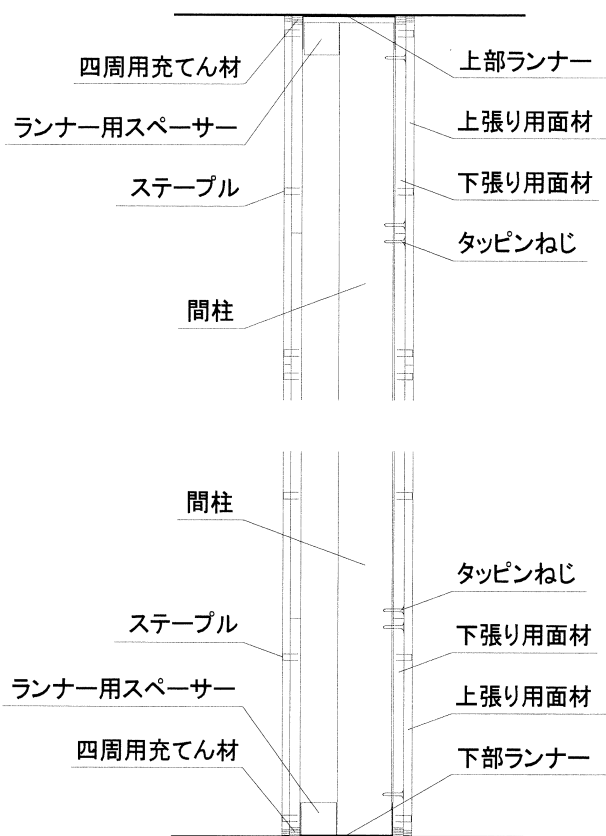 上部ランナー
四周用充てん材
上張り用面材
ランナー用スペーサー
下張り用面材
ステープル
タッピンねじ
間柱
間柱
タッピンねじ
ステープル
下張り用面材
ランナー用スペーサー
上張り用面材
四周用充てん材
下部ランナー